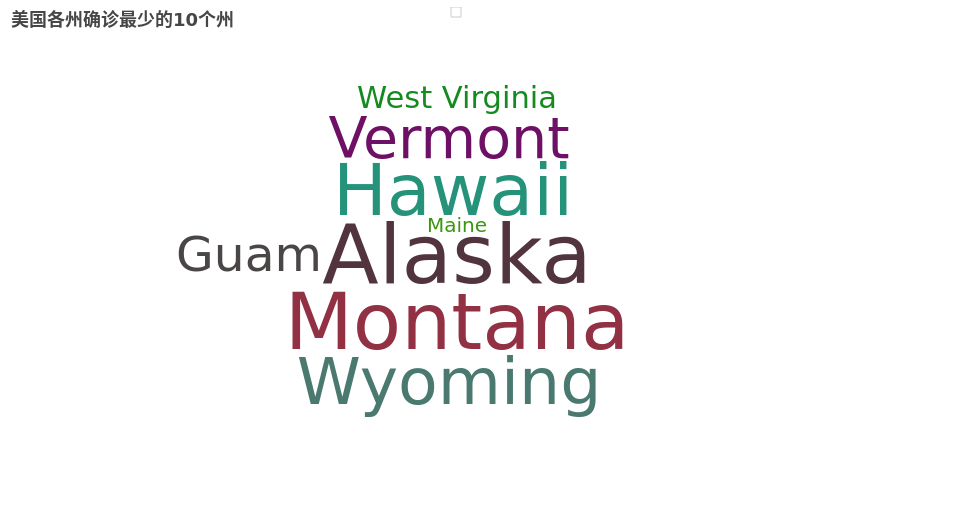 美国各州确诊最少的10个州
West Virginia
Vermont
Hawaii
Maine
Guam
Alaska
Montana
Wyoming